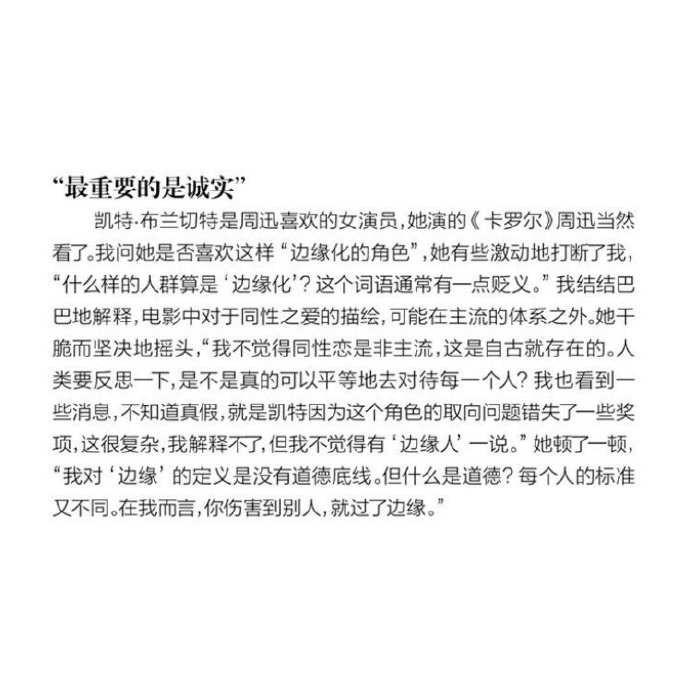 “最重要的是诚实”
凯特·布兰切特是周迅喜欢的女演员，她演的《卡罗尔》周迅当然
看了。我问她是否喜欢这样“边缘化的角色”，她有些激动地打断了我，
“什么样的人群算是‘边缘化’？这个词语通常有一点贬义。”我结结巴
巴地解释，电影中对于同性之爱的描绘，可能在主流的体系之外。她干
脆而坚决地摇头，“我不觉得同性恋是非主流，这是自古就存在的。人
类要反思一下，是不是真的可以平等地去对待每一个人？我也看到一
些消息，不知道真假，就是凯特因为这个角色的取向问题错失了一些奖
项，这很复杂，我解释不了，但我不觉得有‘边缘人’一说。”她顿了一顿，
“我对‘边缘’的定义是没有道德底线。但什么是道德？每个人的标准
又不同。在我而言，你伤害到别人，就过了边缘。”